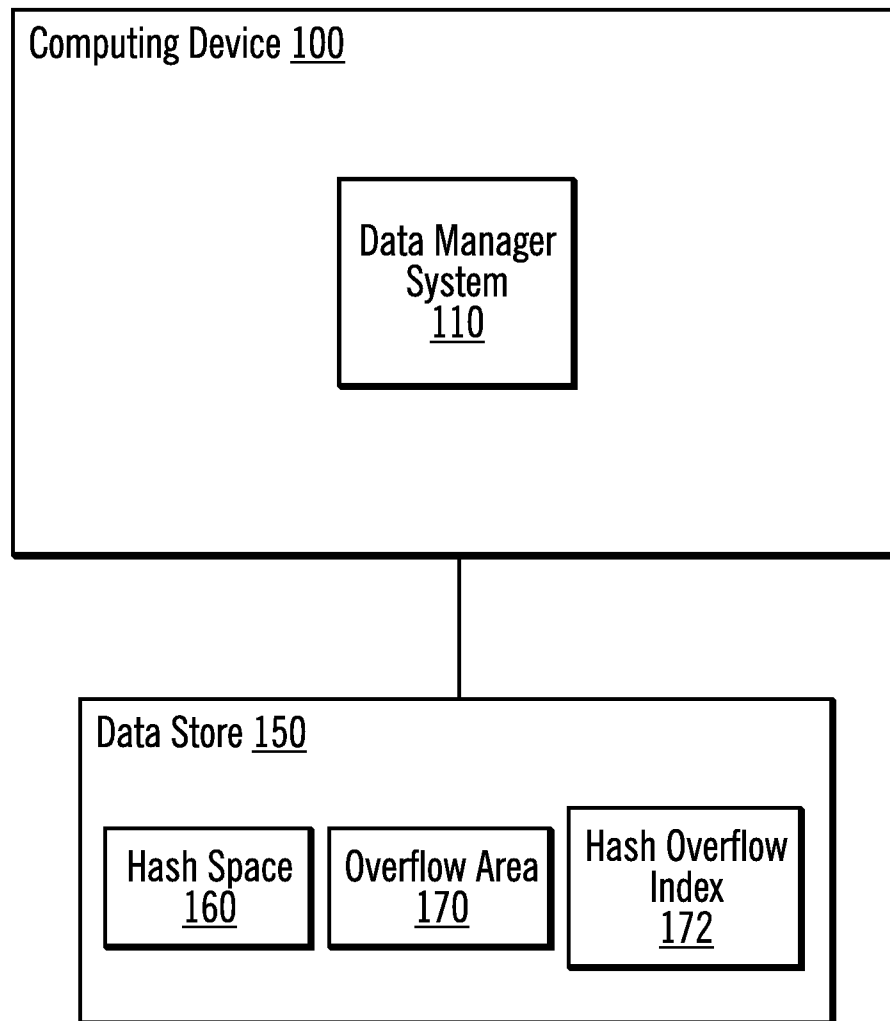 Computing Device 100
Data Manager
System
110
Data Store 150
Hash Space
160
Overflow Area
170
Hash Overflow
Index
172